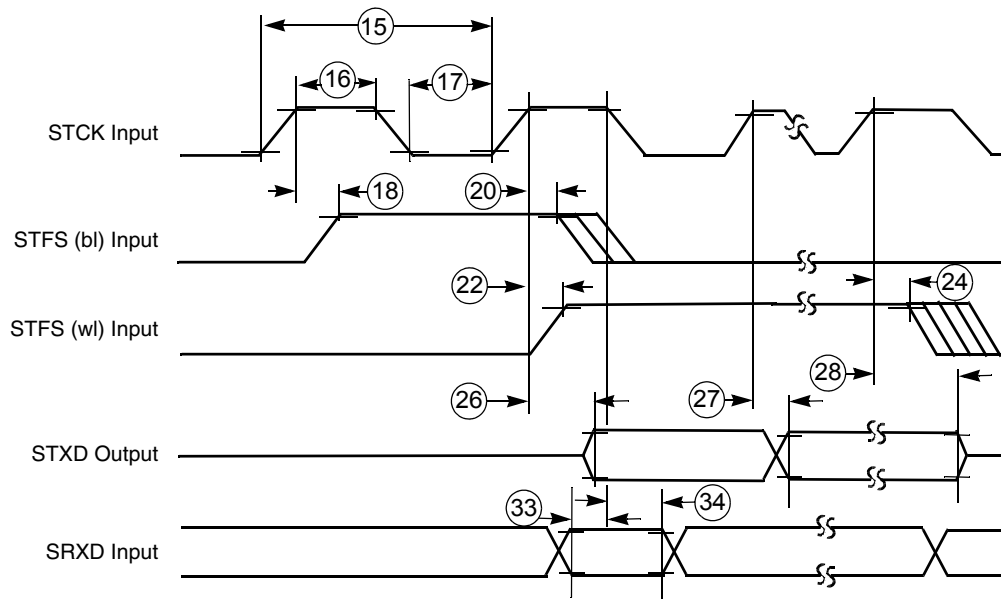 15
16
17
STCK Input
18
20
STFS (bl) Input
22
24
STFS (wl) Input
26
27
28
STXD Output
33
34
SRXD Input